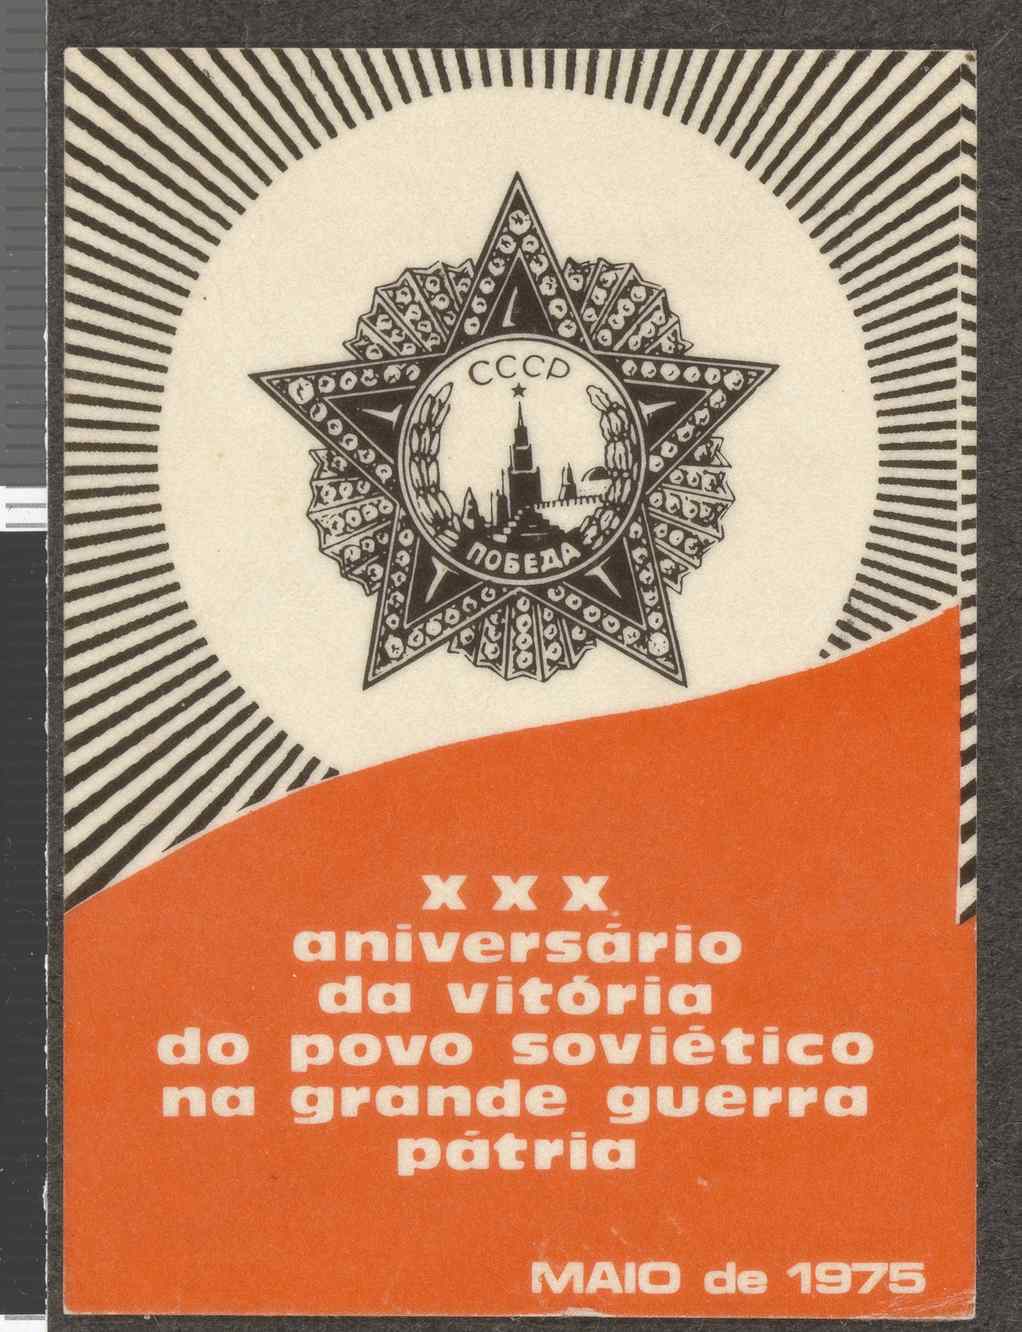 СССР
ПОБЕДА
XXX
aniversário
da vitória
do povo soviético
na grande guerra
pátria
MAIO de 1975